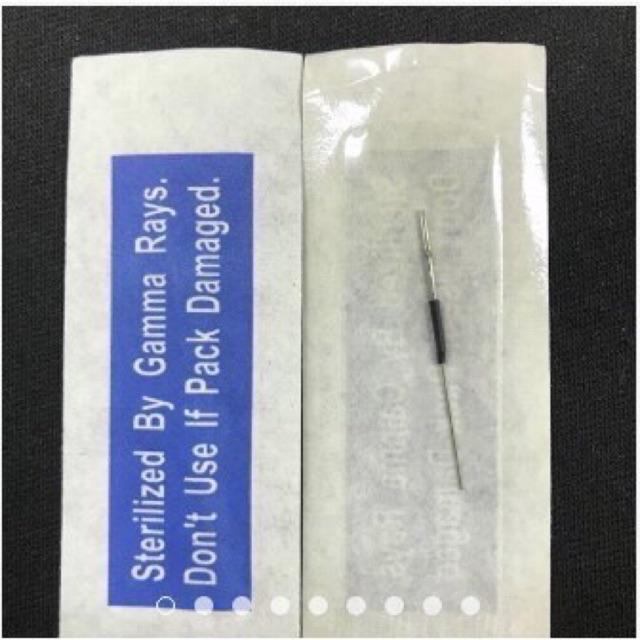 Sterilized By Gamma Rays.
Don't Use If Pack Damaged.